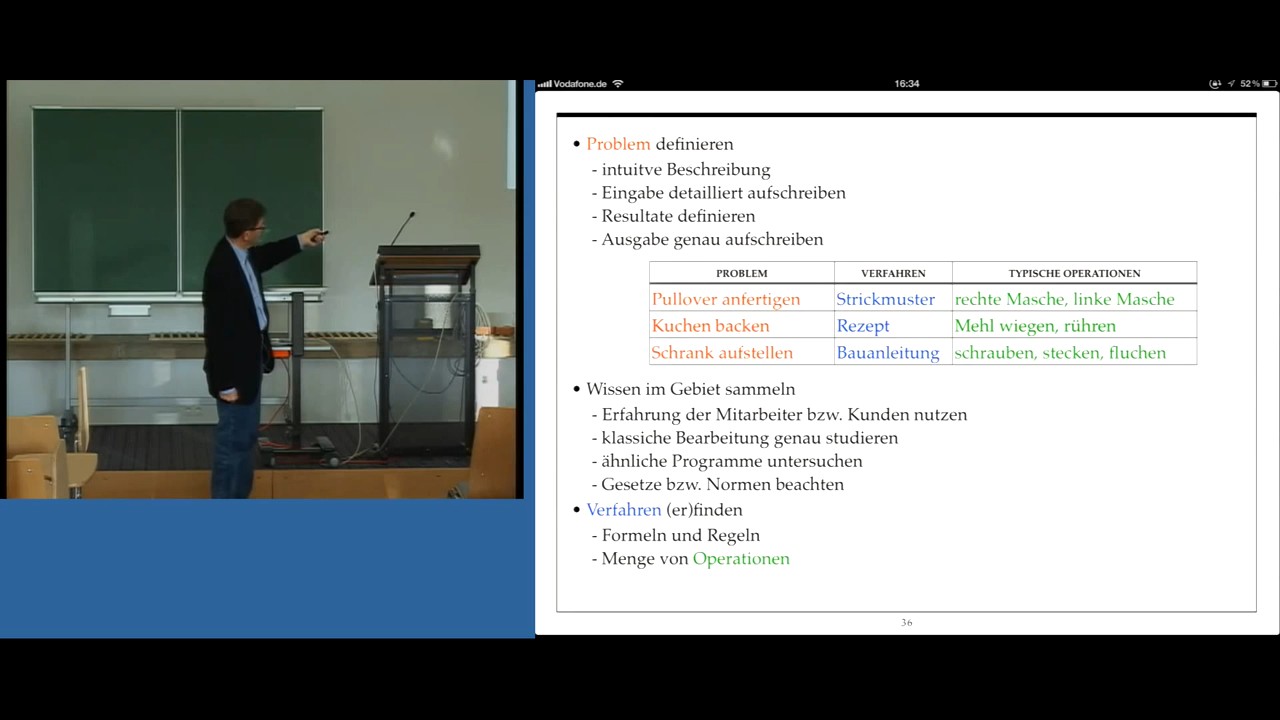 Vodafone.de 16:34 52%
• Problem definieren
- intuitve Beschreibung
- Eingabe detailliert aufschreiben
- Resultate definieren
- Ausgabe genau aufschreiben
PROBLEM VERFAHREN TYPISCHE OPERATIONEN
Pullover anfertigen Strickmuster rechte Masche, linke Masche
Kuchen backen Rezept Mehl wiegen, rühren
Schrank aufstellen Bauanleitung schrauben, stecken, fluchen
• Wissen im Gebiet sammeln
- Erfahrung der Mitarbeiter bzw. Kunden nutzen
- klassiche Bearbeitung genau studieren
- ähnliche Programme untersuchen
- Gesetze bzw. Normen beachten
• Verfahren (er)finden
- Formeln und Regeln
- Menge von Operationen
36